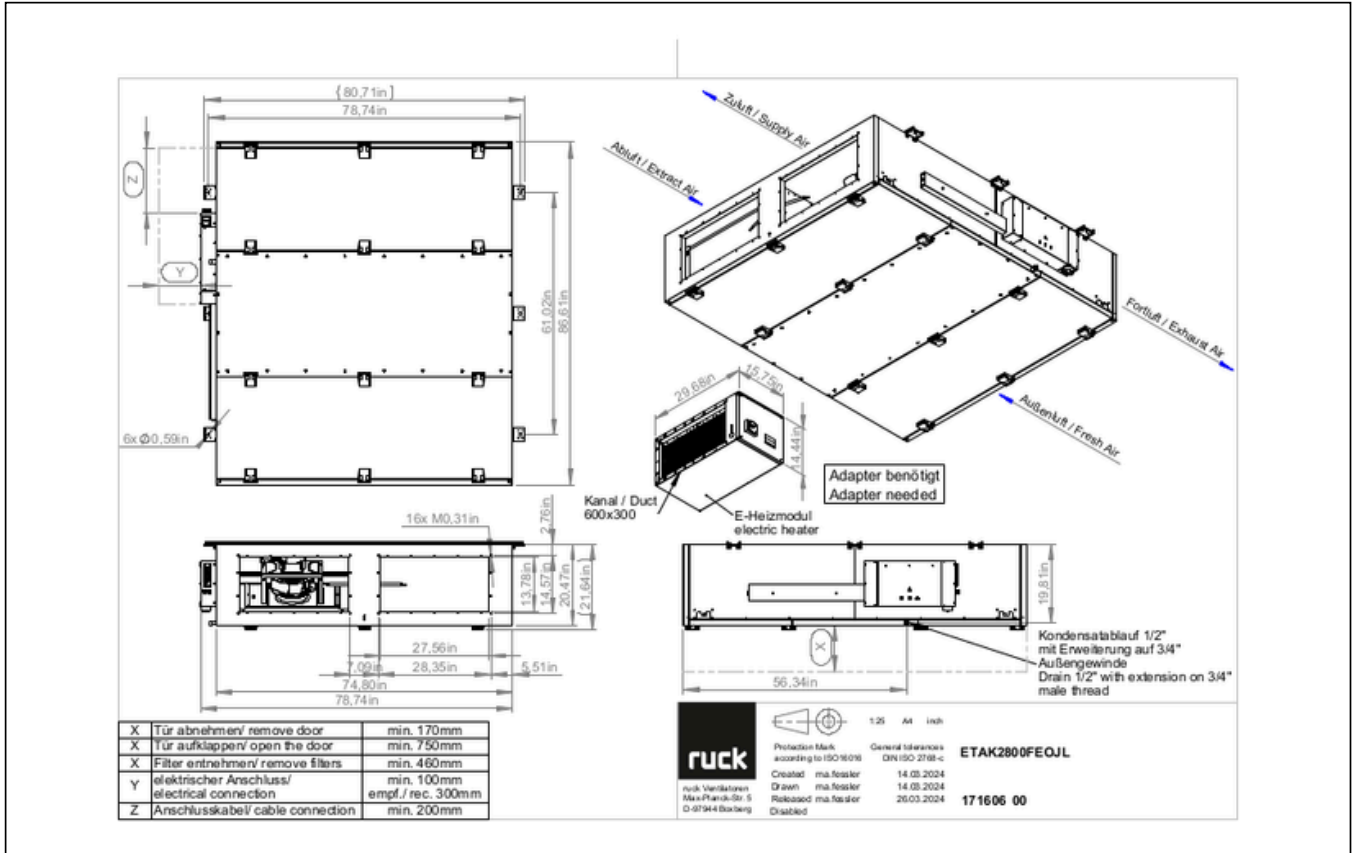 {80,71in}
78,74in
Z
Y
61,02in
86,61in
6x Ø0,59in
Zuluft / Supply Air
Abluft / Extract Air
Fortluft / Exhaust Air
Außenluft / Fresh Air
29,68in
15,75in
14,44in
Kanal / Duct
600x300
E-Heizmodul
electric heater
Adapter benötigt
Adapter needed
16x M0,31in
2,76in
13,78in
14,57in
20,47in
{21,64in}
27,56in
7,09in
28,35in
5,51in
74,80in
78,74in
19,81in
X
56,34in
Kondensatablauf 1/2"
mit Erweiterung auf 3/4"
Außengewinde
Drain 1/2" with extension on 3/4"
male thread
X Tür abnehmen/ remove door min. 170mm
X Tür aufklappen/ open the door min. 750mm
X Filter entnehmen/ remove filters min. 460mm
Y elektrischer Anschluss/ electrical connection min. 100mm empf./ rec. 300mm
Z Anschlusskabel/ cable connection min. 200mm
ruck
ruck Ventilatoren
Max-Planck-Str. 5
D-97944 Boxberg
1:25 A4 inch
Protection Mark
according to ISO16016
General tolerances
DIN ISO 2768-c
ETAK2800FEOJL
Created ma.fessler 14.03.2024
Drawn ma.fessler 14.03.2024
Released ma.fessler 26.03.2024
Disabled
171606 00